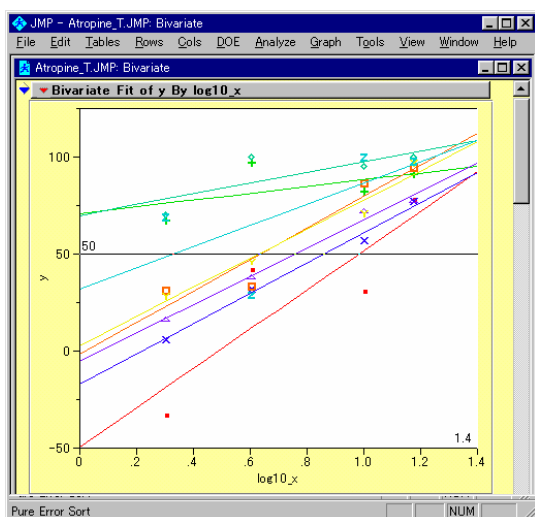 JMP - Atropine_T.JMP: Bivariate
File Edit Tables Rows Cols DOE Analyze Graph Tools View Window Help
Atropine_T.JMP: Bivariate
Bivariate Fit of y By log10_x
100
50
50
y
0
1.4
-50
0 .2 .4 .6 .8 1.0 1.2 1.4
log10_x
Pure Error Sort
NUM